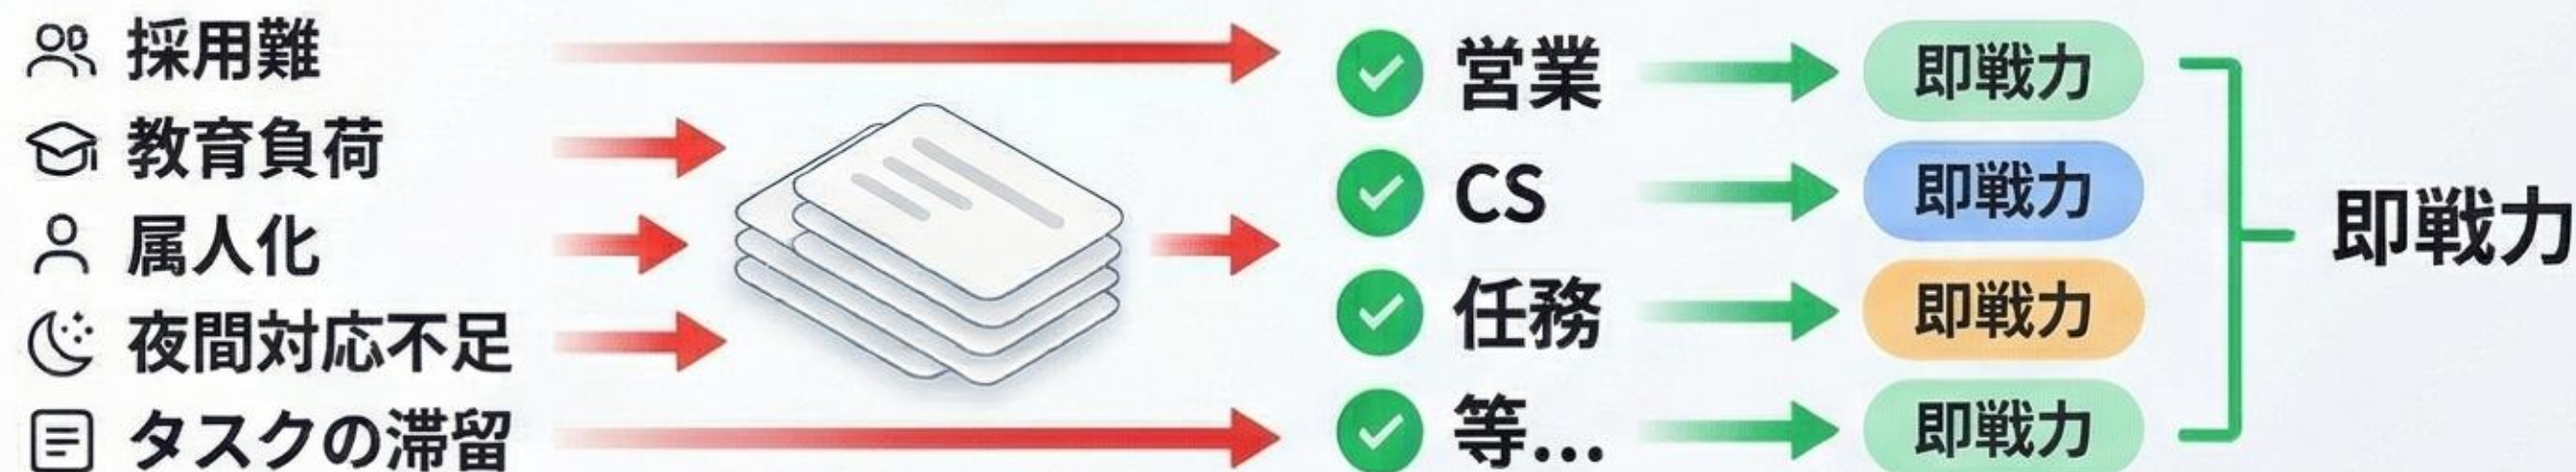 採用難
教育負荷
属人化
夜間対応不足
タスクの滞留
営業 即戦力
CS 即戦力
任務 即戦力
等... 即戦力
即戦力